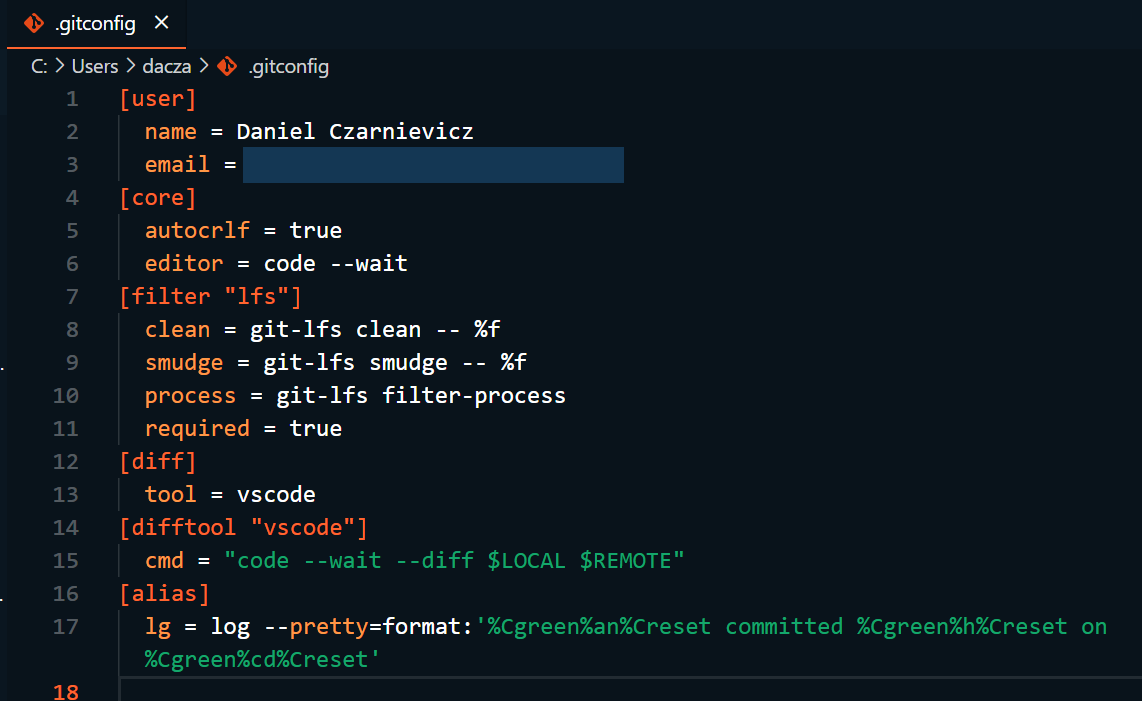 .gitconfig
C: > Users > dacza > .gitconfig
1 [user]
2 name = Daniel Czarnievicz
3 email =
4 [core]
5 autocrlf = true
6 editor = code --wait
7 [filter "lfs"]
8 clean = git-lfs clean -- %f
9 smudge = git-lfs smudge -- %f
10 process = git-lfs filter-process
11 required = true
12 [diff]
13 tool = vscode
14 [difftool "vscode"]
15 cmd = "code --wait --diff $LOCAL $REMOTE"
16 [alias]
17 lg = log --pretty=format:'%Cgreen%an%Creset committed %Cgreen%h%Creset on
%Cgreen%cd%Creset'
18